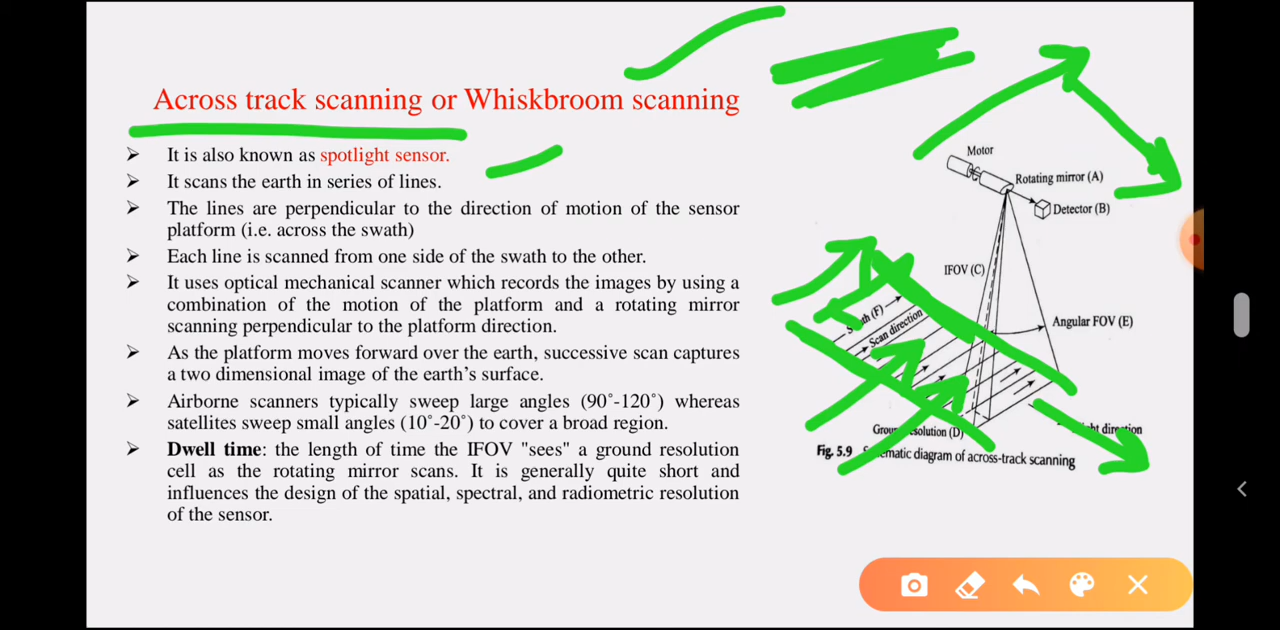 Across track scanning or Whiskbroom scanning
➢ It is also known as spotlight sensor.
➢ It scans the earth in series of lines.
➢ The lines are perpendicular to the direction of motion of the sensor
platform (i.e. across the swath)
➢ Each line is scanned from one side of the swath to the other.
➢ It uses optical mechanical scanner which records the images by using a
combination of the motion of the platform and a rotating mirror
scanning perpendicular to the platform direction.
➢ As the platform moves forward over the earth, successive scan captures
a two dimensional image of the earth’s surface.
➢ Airborne scanners typically sweep large angles (90˚-120˚) whereas
satellites sweep small angles (10˚-20˚) to cover a broad region.
➢ Dwell time: the length of time the IFOV "sees" a ground resolution
cell as the rotating mirror scans. It is generally quite short and
influences the design of the spatial, spectral, and radiometric resolution
of the sensor.
Motor
Rotating mirror (A)
Detector (B)
IFOV (C)
(F)
Scan direction
Angular FOV (E)
(D)
direction
Fig. 5.9
diagram of across-track scanning